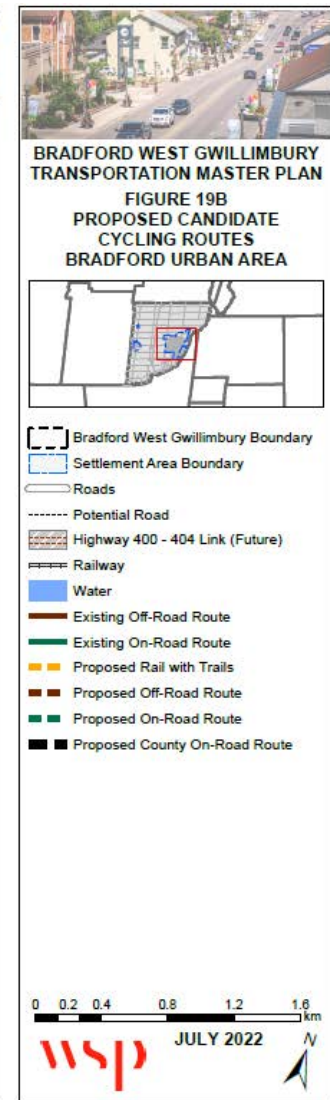 BRADFORD WEST GWILLIMBURY
TRANSPORTATION MASTER PLAN
FIGURE 19B
PROPOSED CANDIDATE
CYCLING ROUTES
BRADFORD URBAN AREA
Bradford West Gwillimbury Boundary
Settlement Area Boundary
Roads
Potential Road
Highway 400 - 404 Link (Future)
Railway
Water
Existing Off-Road Route
Existing On-Road Route
Proposed Rail with Trails
Proposed Off-Road Route
Proposed On-Road Route
Proposed County On-Road Route
0 0.2 0.4 0.8 1.2 1.6
km
wsp JULY 2022 N